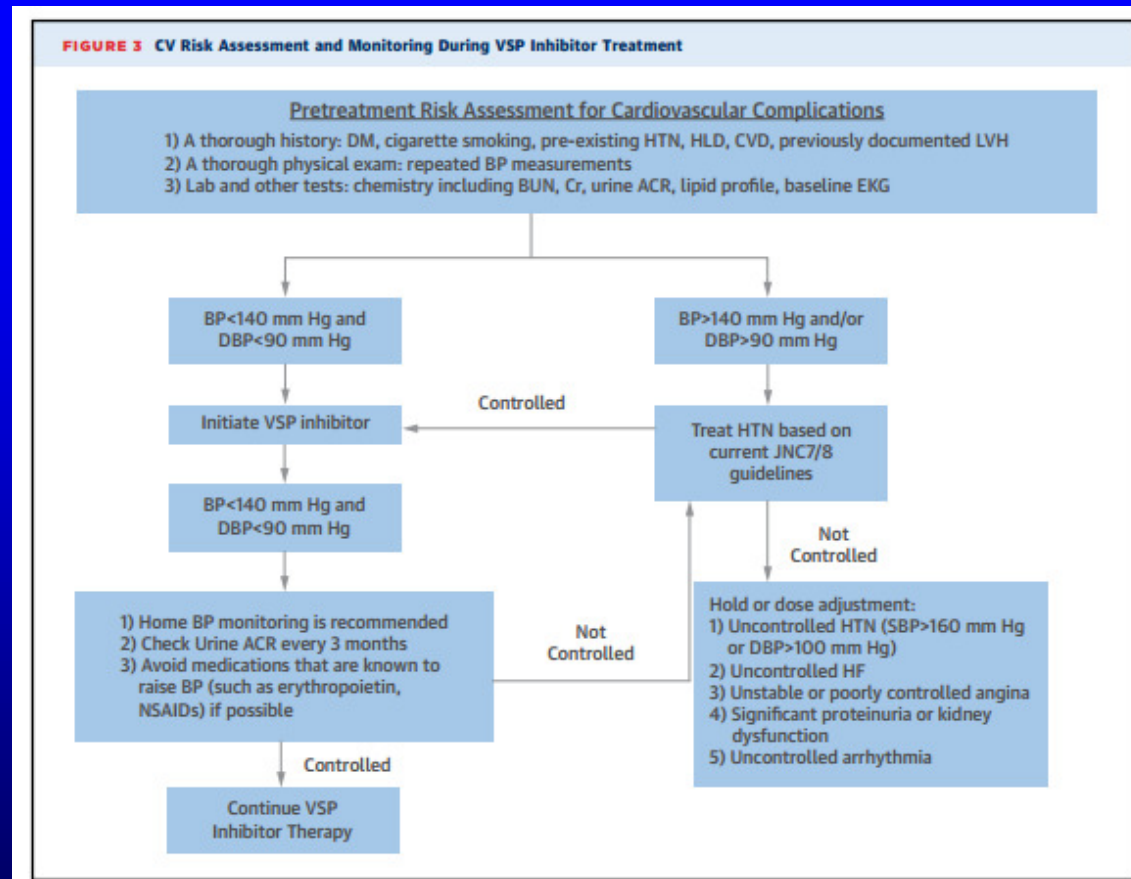 FIGURE 3 CV Risk Assessment and Monitoring During VSP Inhibitor Treatment
Pretreatment Risk Assessment for Cardiovascular Complications
1) A thorough history: DM, cigarette smoking, pre-existing HTN, HLD, CVD, previously documented LVH
2) A thorough physical exam: repeated BP measurements
3) Lab and other tests: chemistry including BUN, Cr, urine ACR, lipid profile, baseline EKG
BP<140 mm Hg and
DBP<90 mm Hg
BP>140 mm Hg and/or
DBP>90 mm Hg
Initiate VSP inhibitor
Controlled
Treat HTN based on
current JNC7/8
guidelines
BP<140 mm Hg and
DBP<90 mm Hg
Not
Controlled
1) Home BP monitoring is recommended
2) Check Urine ACR every 3 months
3) Avoid medications that are known to
raise BP (such as erythropoietin,
NSAIDs) if possible
Not
Controlled
Hold or dose adjustment:
1) Uncontrolled HTN (SBP>160 mm Hg
or DBP>100 mm Hg)
2) Uncontrolled HF
3) Unstable or poorly controlled angina
4) Significant proteinuria or kidney
dysfunction
5) Uncontrolled arrhythmia
Controlled
Continue VSP
Inhibitor Therapy